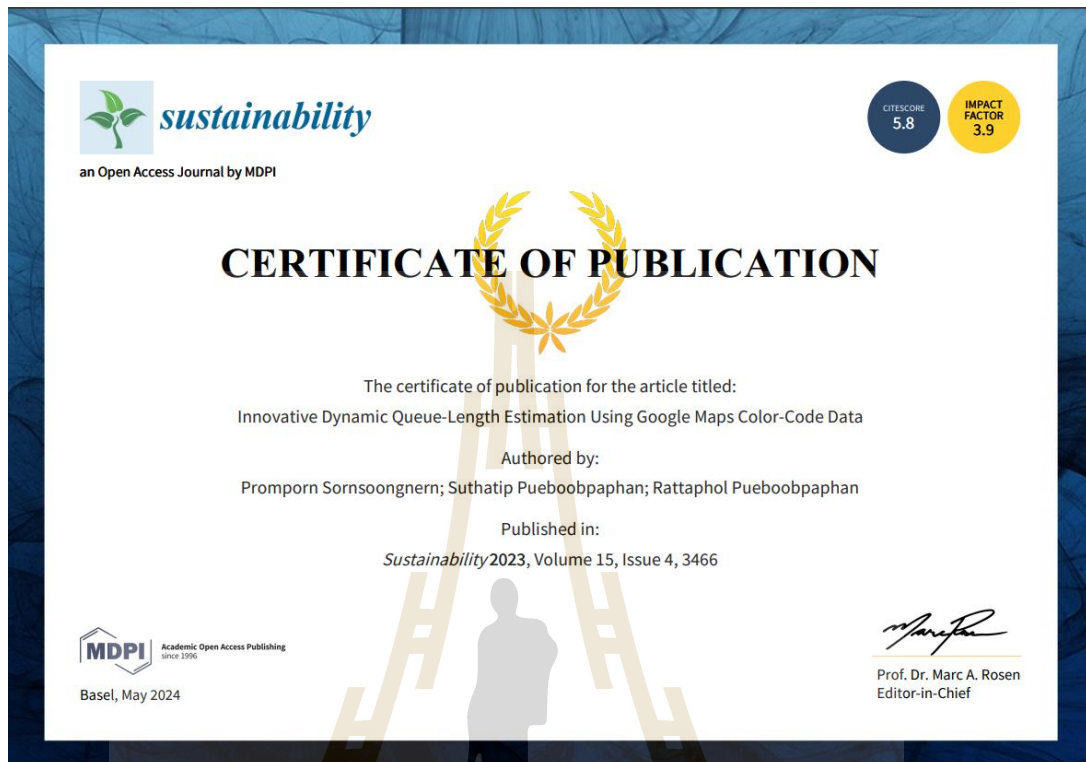 sustainability
CITESCORE
5.8
IMPACT
FACTOR
3.9
an Open Access Journal by MDPI
CERTIFICATE OF PUBLICATION
The certificate of publication for the article titled:
Innovative Dynamic Queue-Length Estimation Using Google Maps Color-Code Data
Authored by:
Promporn Sornsoongnern; Suthatip Pueboobpaphan; Rattaphol Pueboobpaphan
Published in:
Sustainability 2023, Volume 15, Issue 4, 3466
MDPI
Academic Open Access Publishing
since 1996
Basel, May 2024
Prof. Dr. Marc A. Rosen
Editor-in-Chief